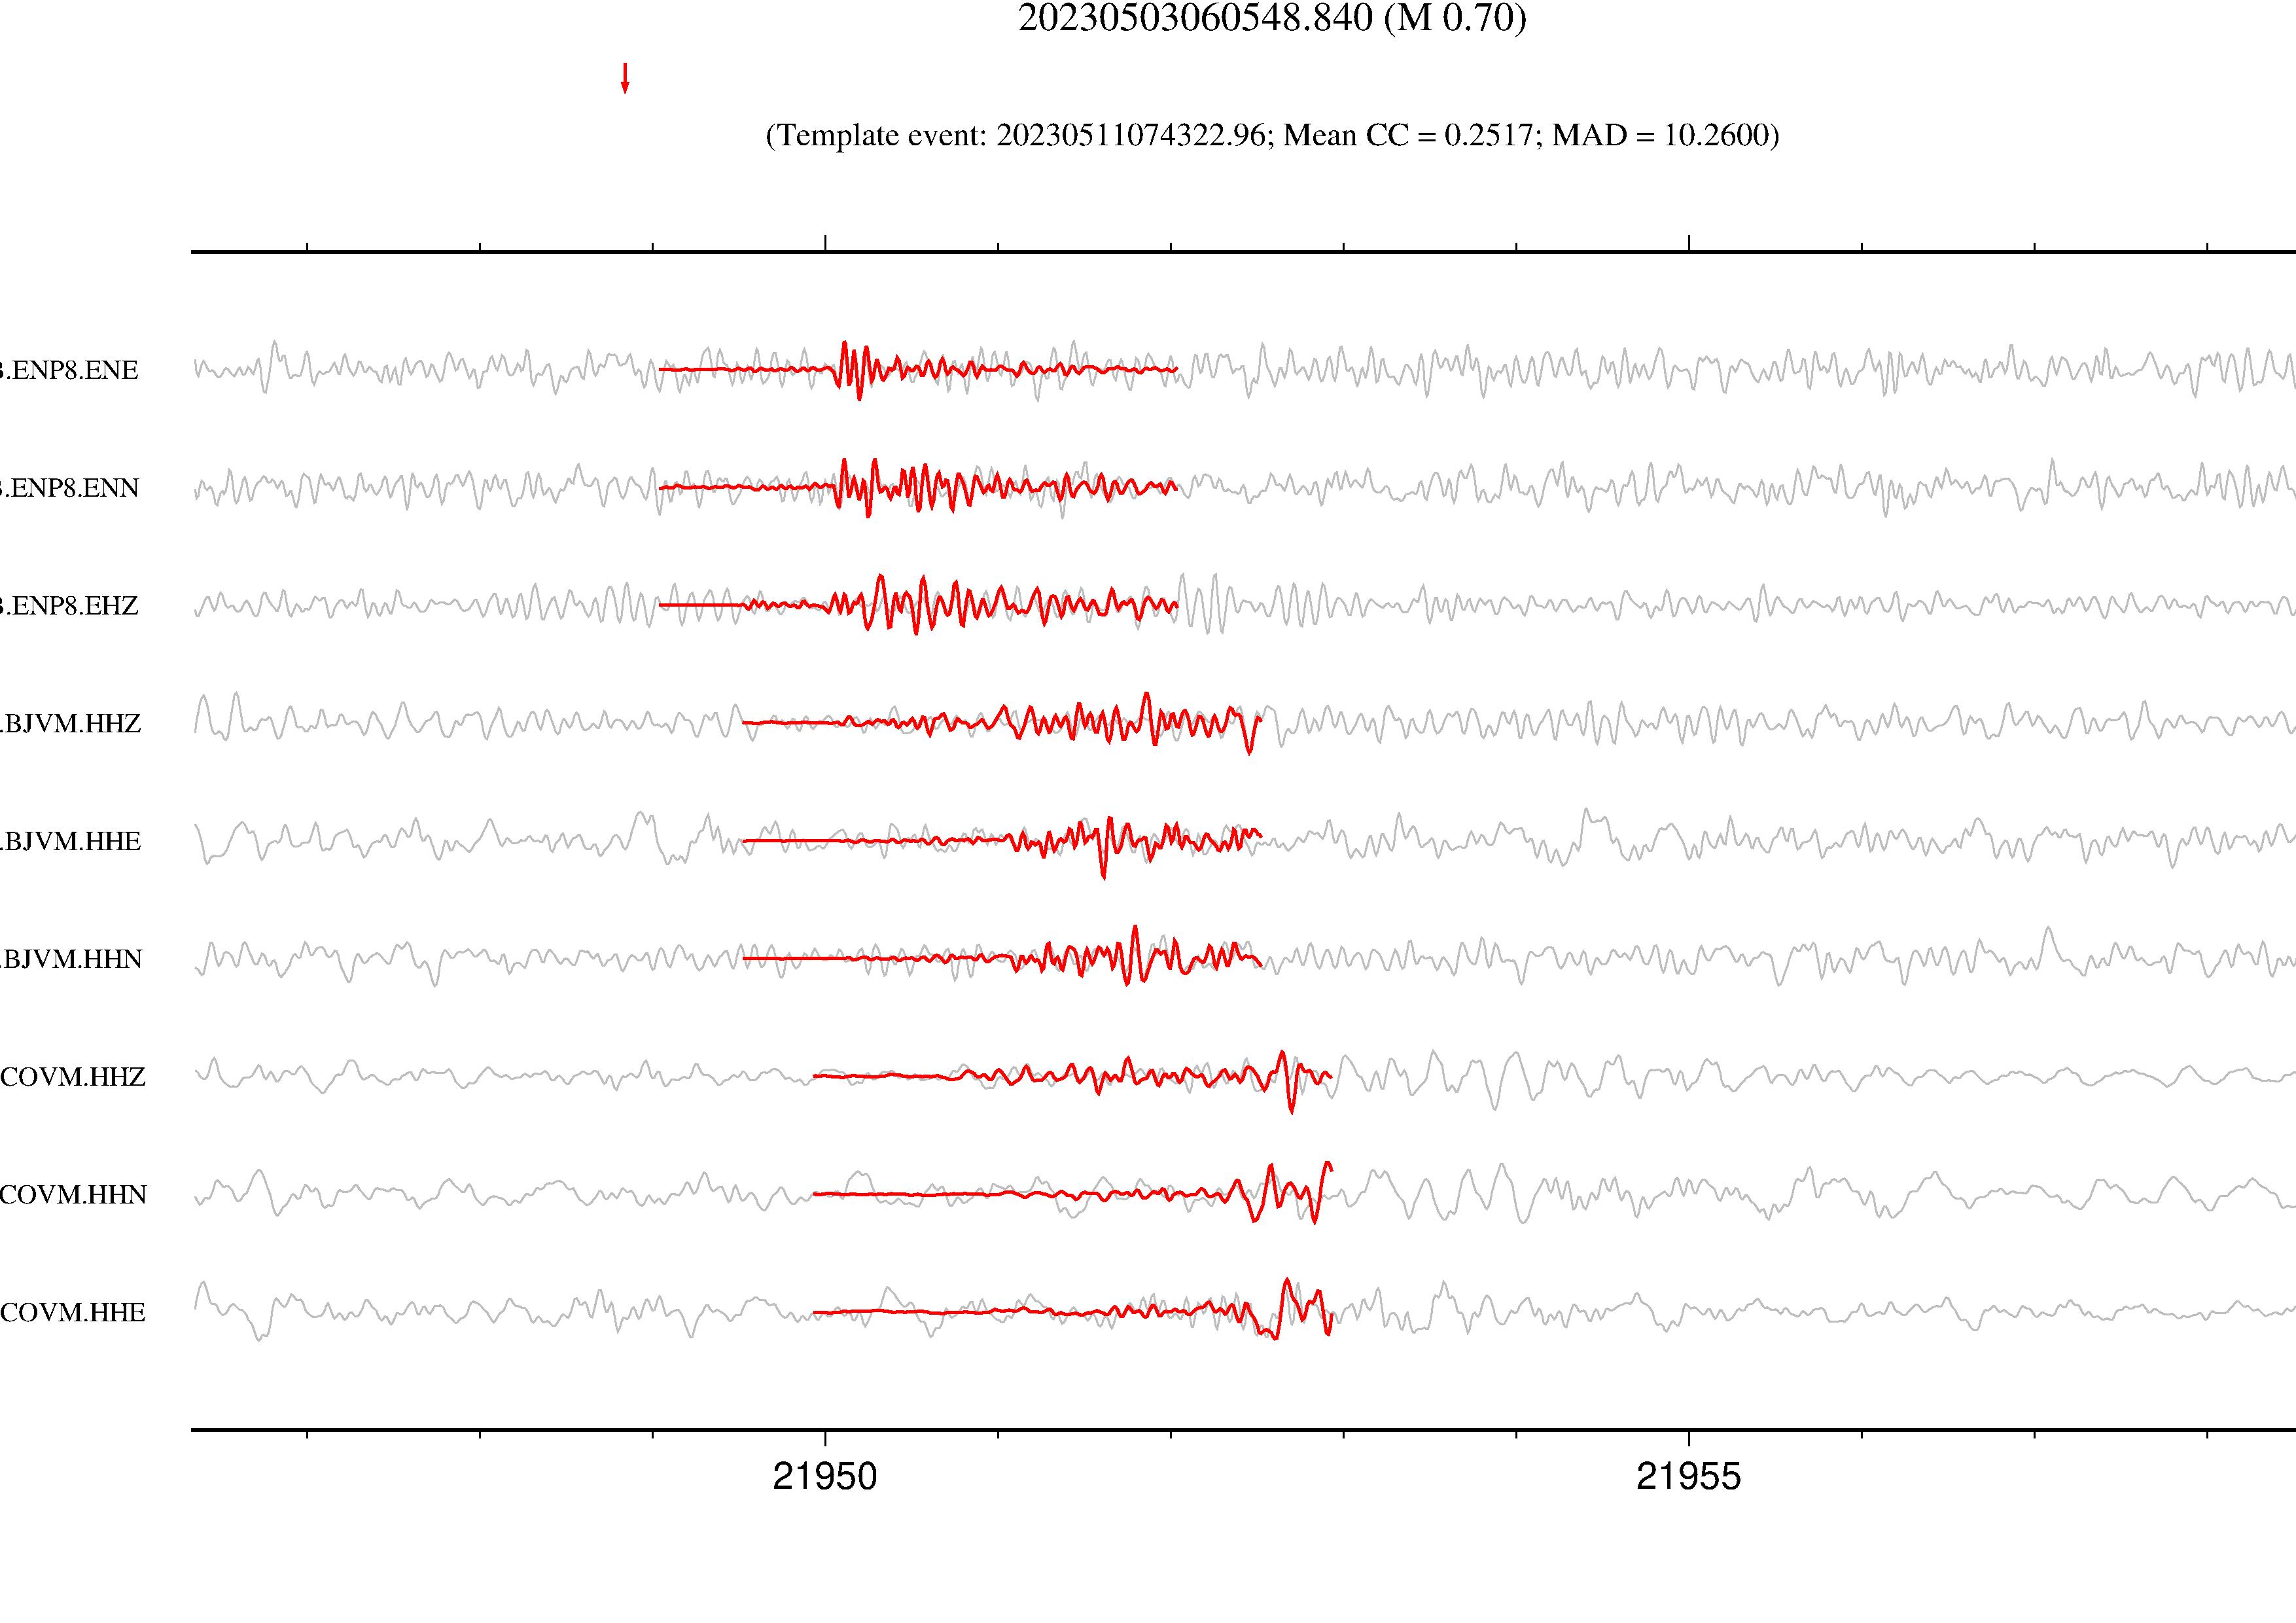 20230503060548.840 (M 0.70)
(Template event: 20230511074322.96; Mean CC = 0.2517; MAD = 10.2600)
.ENP8.ENE
.ENP8.ENN
.ENP8.EHZ
.BJVM.HHZ
.BJVM.HHE
.BJVM.HHN
COVM.HHZ
COVM.HHN
COVM.HHE
21950
21955